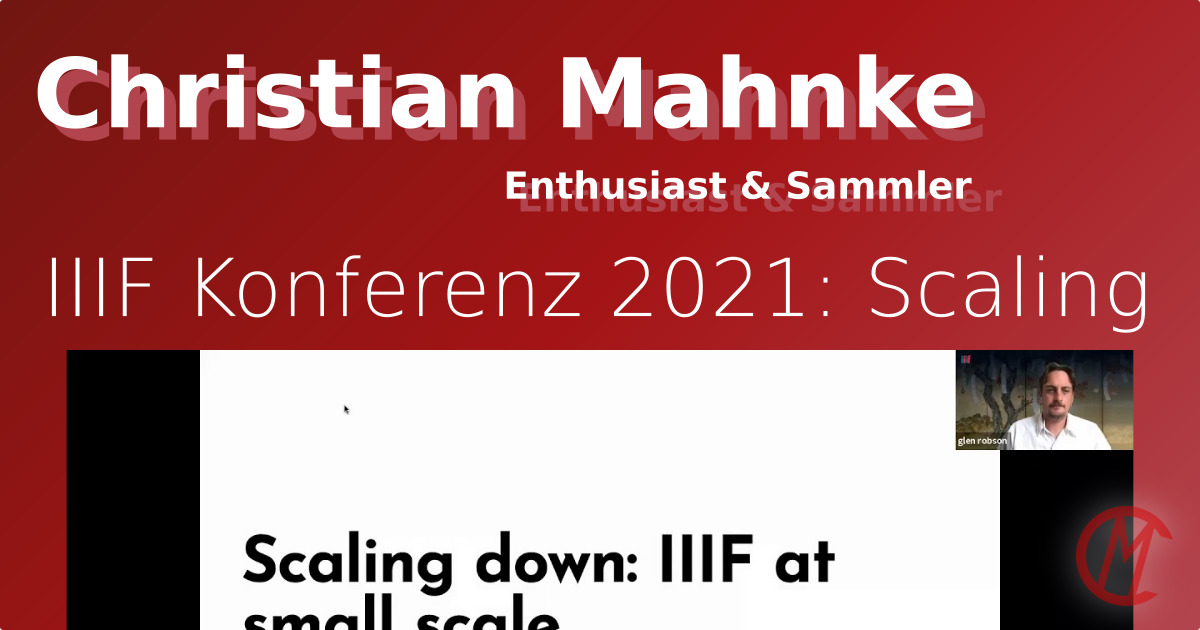 Christian Mahnke
Enthusiast & Sammler
IIIF Konferenz 2021: Scaling
glen robson
Scaling down: IIIF at
small scale